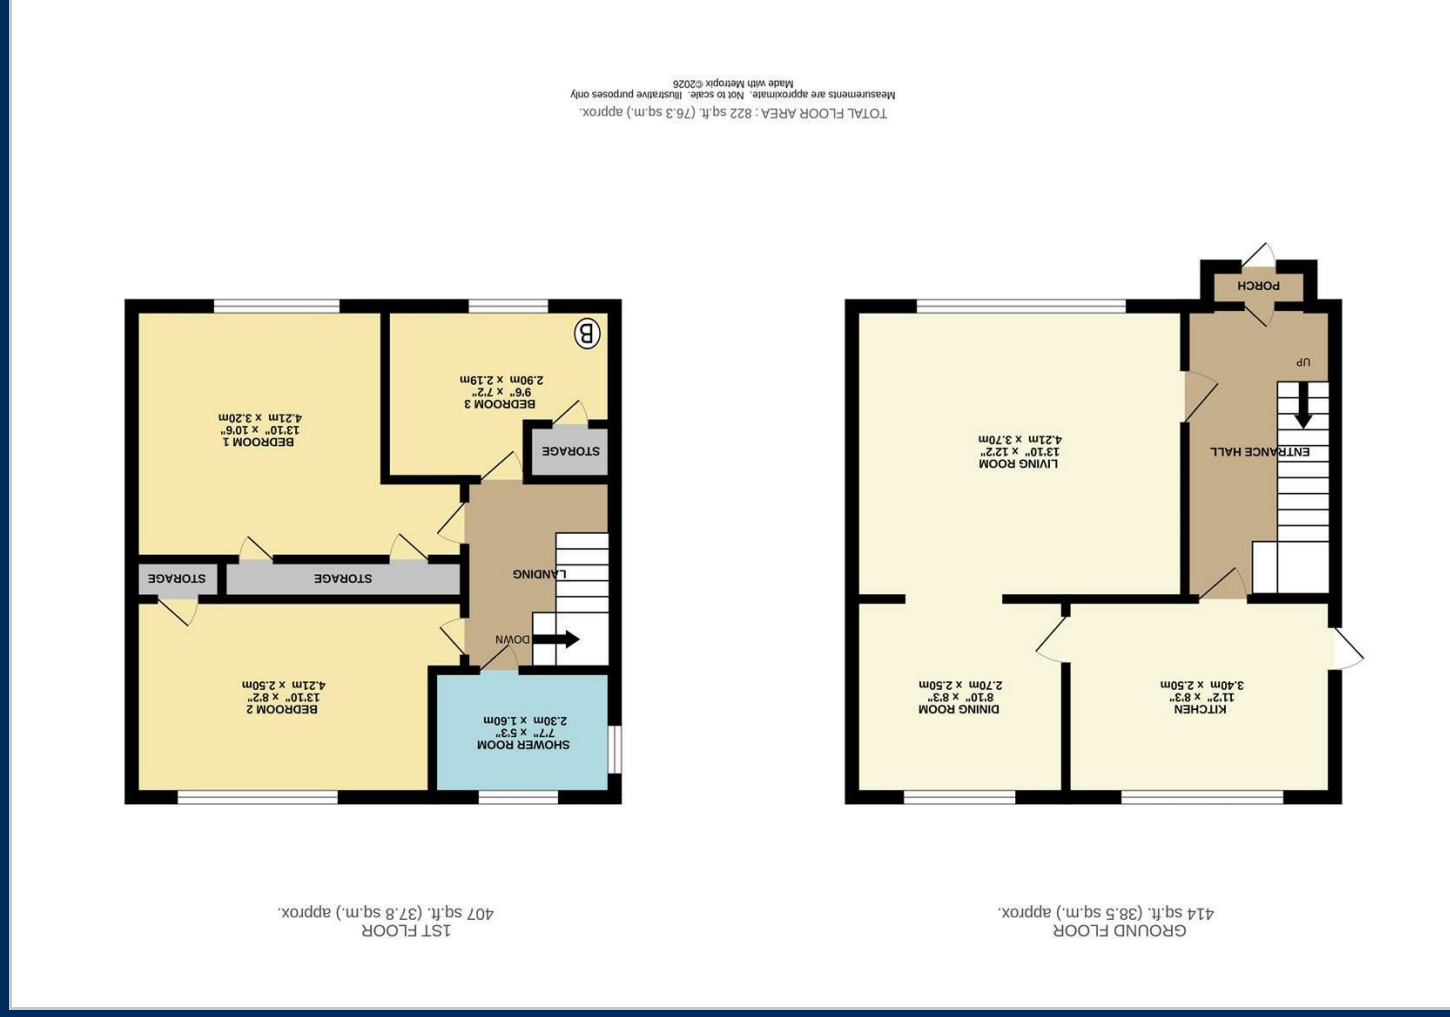 GROUND FLOOR
414 sq.ft. (38.5 sq.m.) approx.
1ST FLOOR
407 sq.ft. (37.8 sq.m.) approx.
KITCHEN
11'2" x 8'3"
3.40m x 2.50m
DINING ROOM
8'10" x 8'3"
2.70m x 2.50m
LIVING ROOM
13'10" x 12'2"
4.21m x 3.70m
ENTRANCE HALL
UP
PORCH
SHOWER ROOM
7'7" x 5'3"
2.30m x 1.60m
BEDROOM 2
13'10" x 8'2"
4.21m x 2.50m
DOWN
LANDING
STORAGE
STORAGE
STORAGE
BEDROOM 3
9'6" x 7'2"
2.90m x 2.19m
BEDROOM 1
13'10" x 10'6"
4.21m x 3.20m
B
TOTAL FLOOR AREA : 822 sq.ft. (76.3 sq.m.) approx.
Measurements are approximate. Not to scale. Illustrative purposes only
Made with Metropix ©2026